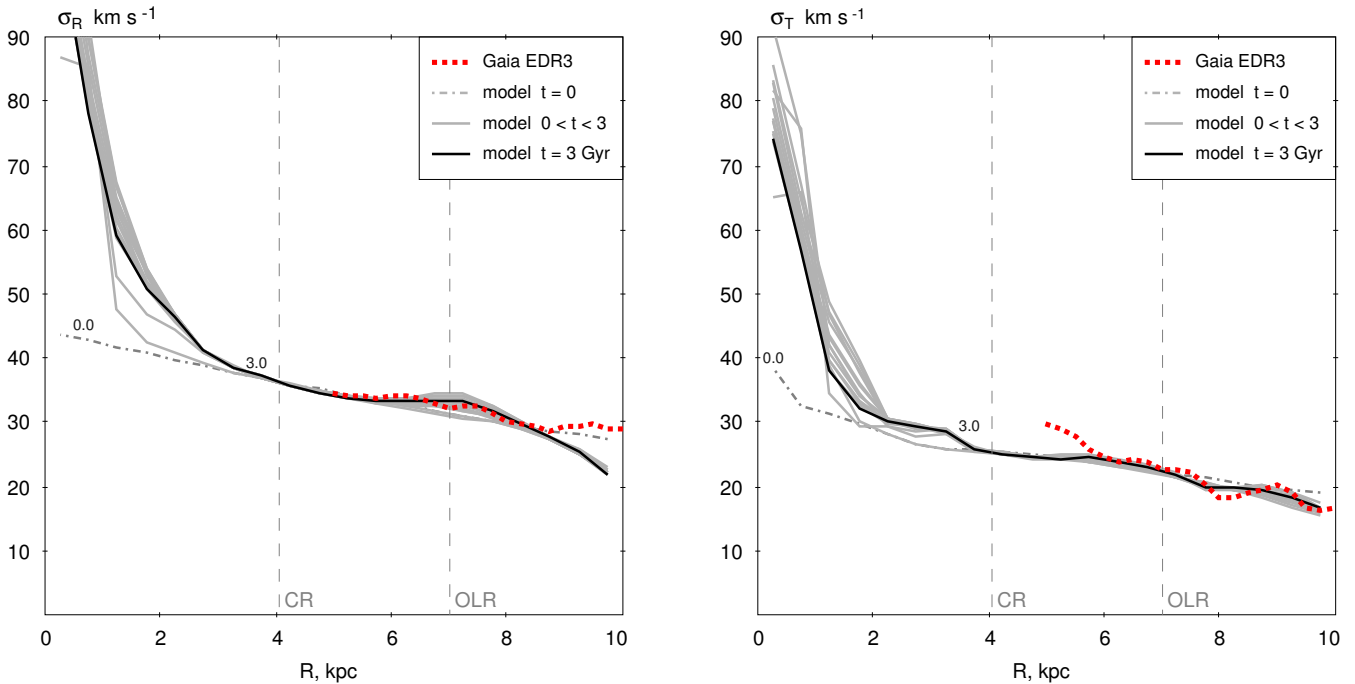 σR km s -1
90
80
70
60
50
40
30
20
10
0 2 4 6 8 10
R, kpc
Gaia EDR3
model t = 0
model 0 < t < 3
model t = 3 Gyr
0.0
3.0
CR
OLR
σT km s -1
90
80
70
60
50
40
30
20
10
0 2 4 6 8 10
R, kpc
Gaia EDR3
model t = 0
model 0 < t < 3
model t = 3 Gyr
0.0
3.0
CR
OLR